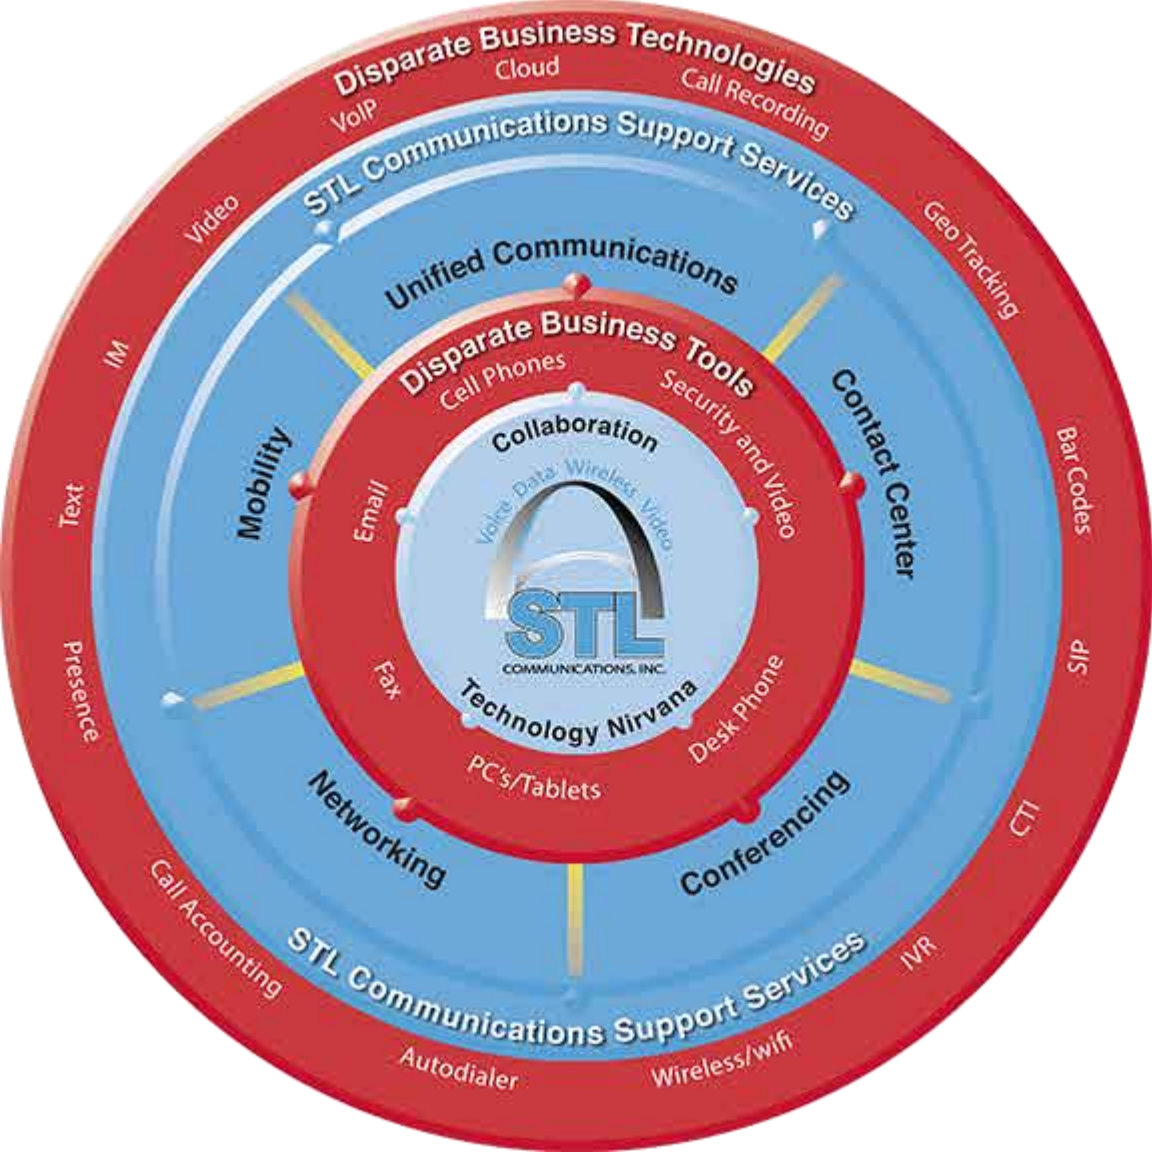 Disparate Business Technologies
VoIP
Cloud
Call Recording
Geo Tracking
Bar Codes
SIP
CTI
IVR
Wireless/wifi
Autodialer
Call Accounting
Presence
Text
IM
Video
STL Communications Support Services
Unified Communications
Contact Center
Conferencing
Networking
Mobility
STL Communications Support Services
Disparate Business Tools
Cell Phones
Security and Video
Desk Phone
PC's/Tablets
Fax
Email
Collaboration
Voice Data Wireless Video
STL
COMMUNICATIONS, INC.
Technology Nirvana